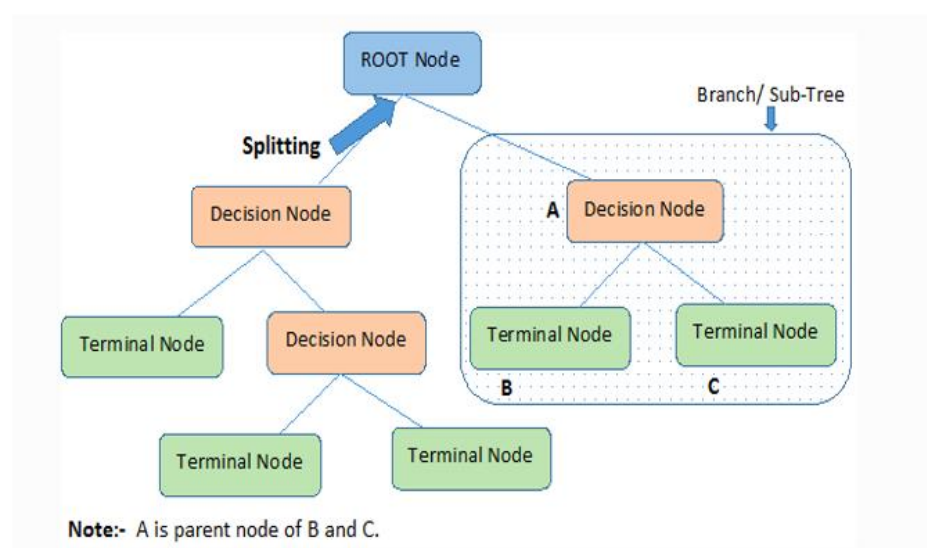 ROOT Node
Branch/ Sub-Tree
Splitting
Decision Node
A
Decision Node
Terminal Node
Decision Node
Terminal Node
Terminal Node
B
C
Terminal Node
Terminal Node
Note:- A is parent node of B and C.